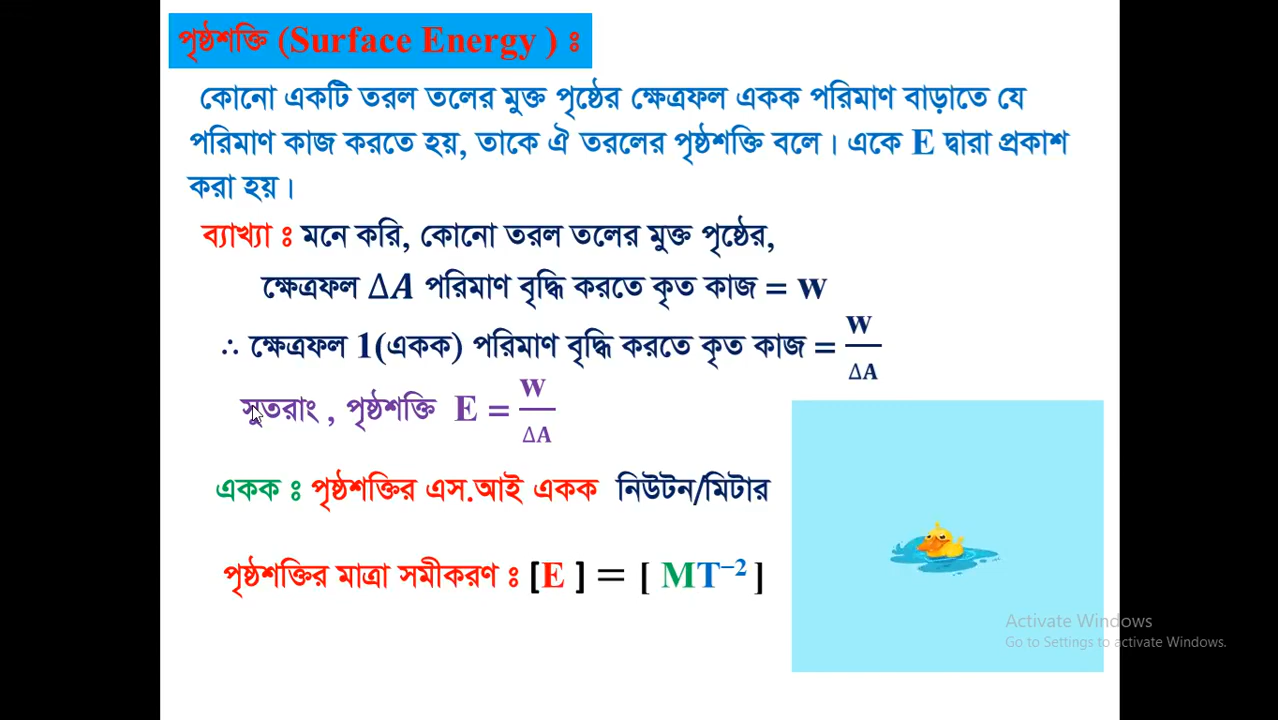 পৃষ্ঠশক্তি (Surface Energy ) ঃ
কোনো একটি তরল তলের মুক্ত পৃষ্ঠের ক্ষেত্রফল একক পরিমাণ বাড়াতে যে
পরিমাণ কাজ করতে হয়, তাকে ঐ তরলের পৃষ্ঠশক্তি বলে। একে E দ্বারা প্রকাশ
করা হয়।
ব্যাখ্যা ঃ মনে করি, কোনো তরল তলের মুক্ত পৃষ্ঠের,
ক্ষেত্রফল ΔA পরিমাণ বৃদ্ধি করতে কৃত কাজ = w
∴ ক্ষেত্রফল 1(একক) পরিমাণ বৃদ্ধি করতে কৃত কাজ = w/ΔA
সুতরাং , পৃষ্ঠশক্তি E = w/ΔA
একক ঃ পৃষ্ঠশক্তির এস.আই একক নিউটন/মিটার
পৃষ্ঠশক্তির মাত্রা সমীকরণ ঃ [E ] = [ MT⁻² ]
Activate Windows
Go to Settings to activate Windows.